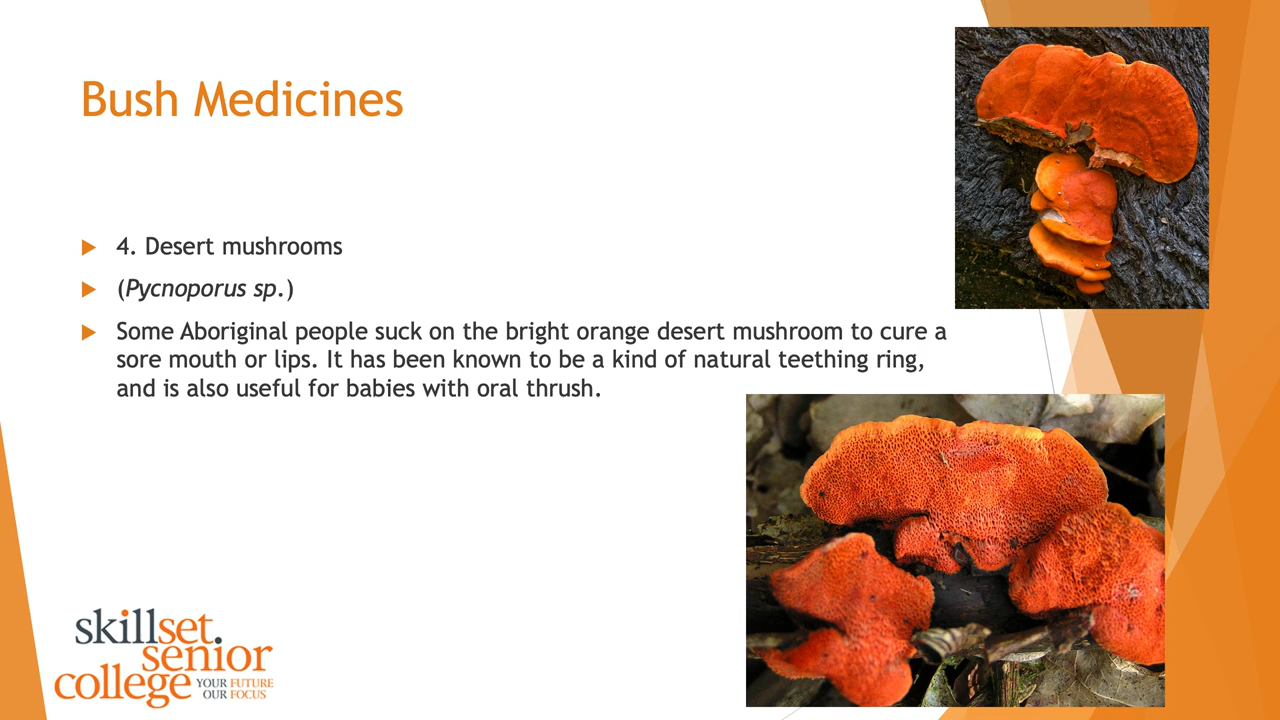 Bush Medicines
4. Desert mushrooms
(Pycnoporus sp.)
Some Aboriginal people suck on the bright orange desert mushroom to cure a
sore mouth or lips. It has been known to be a kind of natural teething ring,
and is also useful for babies with oral thrush.
skillset.
senior
college YOUR FUTURE
OUR FOCUS